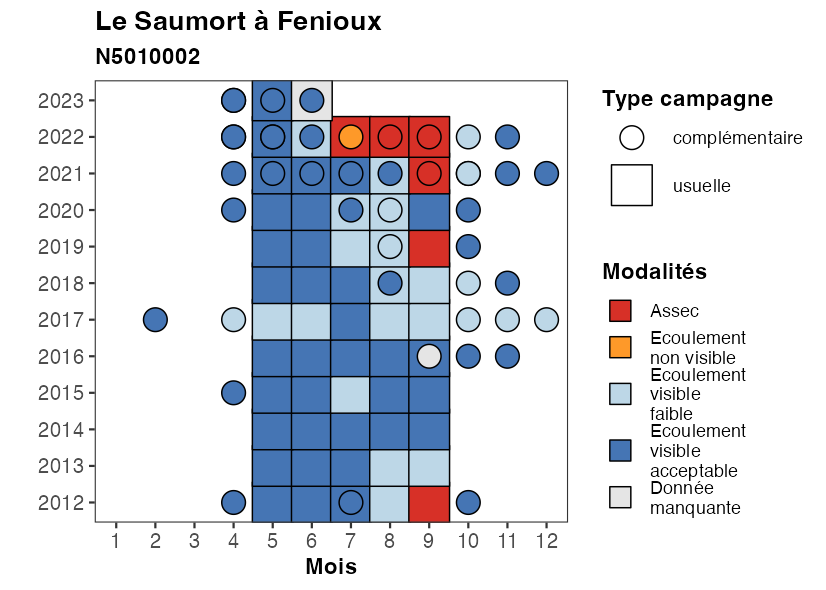 Le Saumort à Fenioux
N5010002
2023
2022
2021
2020
2019
2018
2017
2016
2015
2014
2013
2012
1 2 3 4 5 6 7 8 9 10 11 12
Mois
Type campagne
complémentaire
usuelle
Modalités
Assec
Ecoulement
non visible
Ecoulement
visible
faible
Ecoulement
visible
acceptable
Donnée
manquante